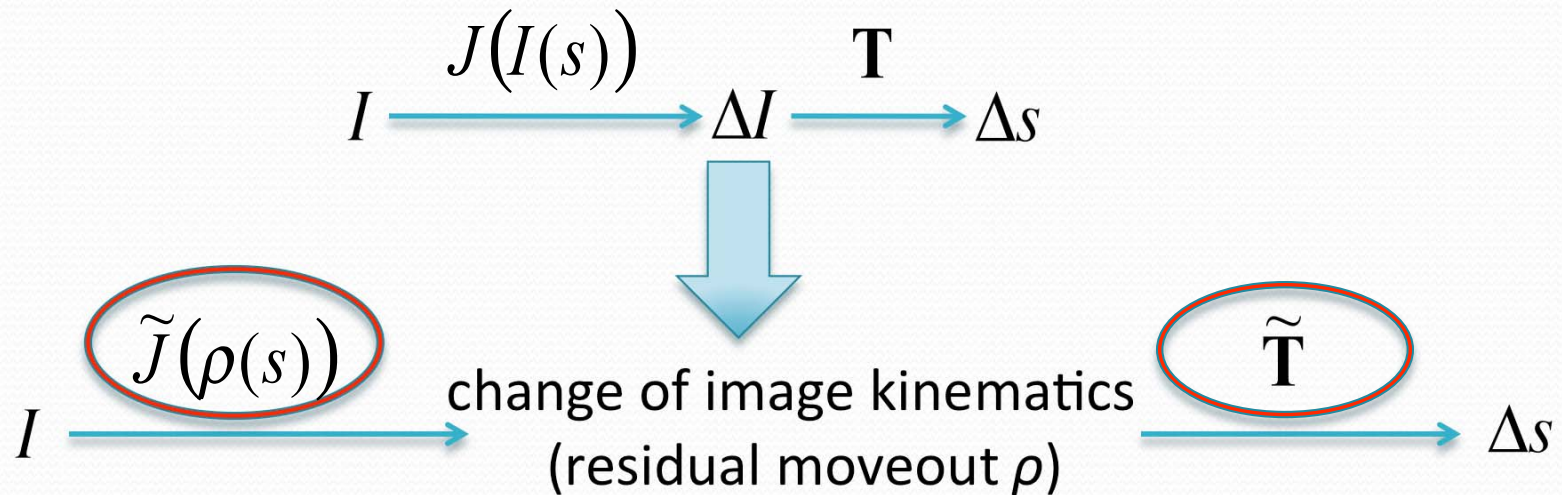 J(I(s)) T
I ΔI Δs
J̃(ρ(s)) T̃
I change of image kinematics Δs
(residual moveout ρ)